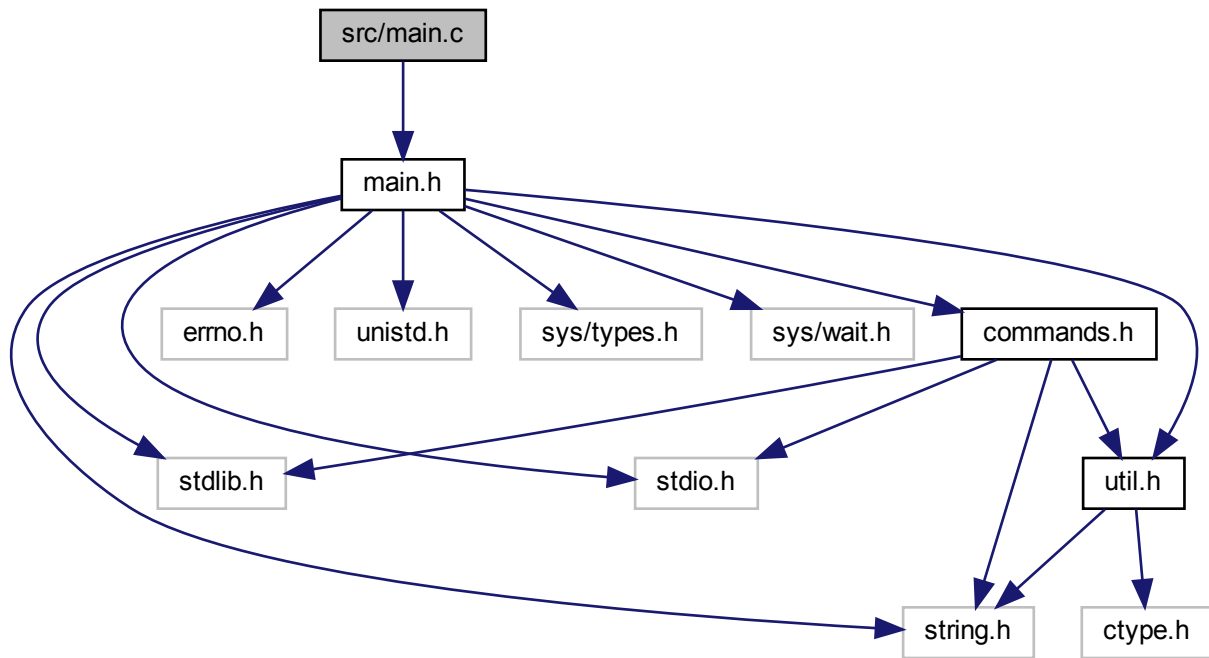 src/main.c
main.h
errno.h
unistd.h
sys/types.h
sys/wait.h
commands.h
stdlib.h
stdio.h
util.h
string.h
ctype.h